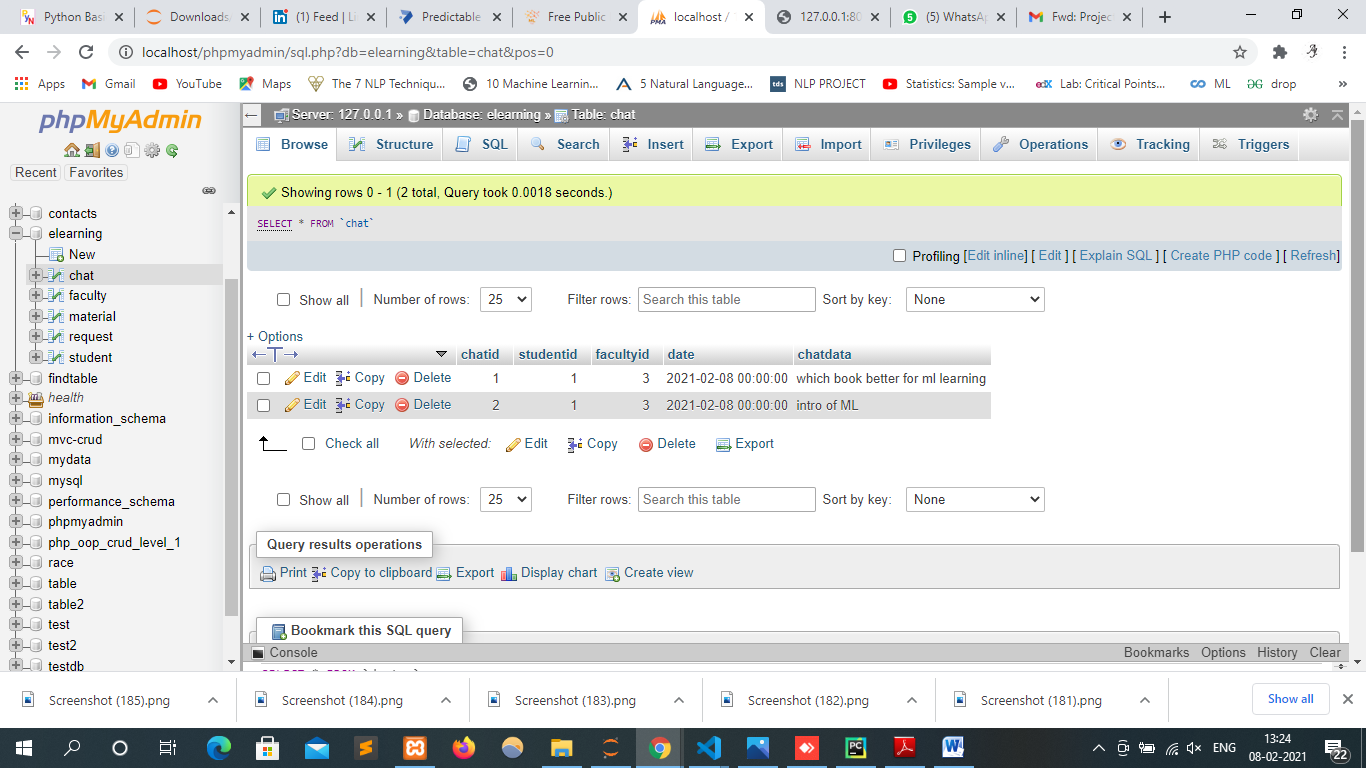 Python Bas
Downloads/
(1) Feed | Li
Predictable
Free Public
localhost /
127.0.0.1:80
(5) WhatsAp
Fwd: Project
localhost/phpmyadmin/sql.php?db=elearning&table=chat&pos=0
Apps
Gmail
YouTube
Maps
The 7 NLP Techniqu...
10 Machine Learnin...
5 Natural Language...
NLP PROJECT
Statistics: Sample v...
Lab: Critical Points...
ML
drop
»
phpMyAdmin
Recent Favorites
contacts
elearning
New
chat
faculty
material
request
student
findtable
health
information_schema
mvc-crud
mydata
mysql
performance_schema
phpmyadmin
php_oop_crud_level_1
race
table
table2
test
test2
testdb
Server: 127.0.0.1 » Database: elearning » Table: chat
Browse Structure SQL Search Insert Export Import Privileges Operations Tracking Triggers
Showing rows 0 - 1 (2 total, Query took 0.0018 seconds.)
SELECT * FROM `chat`
Profiling [Edit inline] [ Edit ] [ Explain SQL ] [ Create PHP code ] [ Refresh]
Show all | Number of rows: 25 Filter rows: Search this table Sort by key: None
+ Options
chatid studentid facultyid date chatdata
Edit Copy Delete 1 1 3 2021-02-08 00:00:00 which book better for ml learning
Edit Copy Delete 2 1 3 2021-02-08 00:00:00 intro of ML
Check all With selected: Edit Copy Delete Export
Show all | Number of rows: 25 Filter rows: Search this table Sort by key: None
Query results operations
Print Copy to clipboard Export Display chart Create view
Bookmark this SQL query
Console Bookmarks Options History Clear
Screenshot (185).png Screenshot (184).png Screenshot (183).png Screenshot (182).png Screenshot (181).png Show all
ENG
13:24
08-02-2021
22